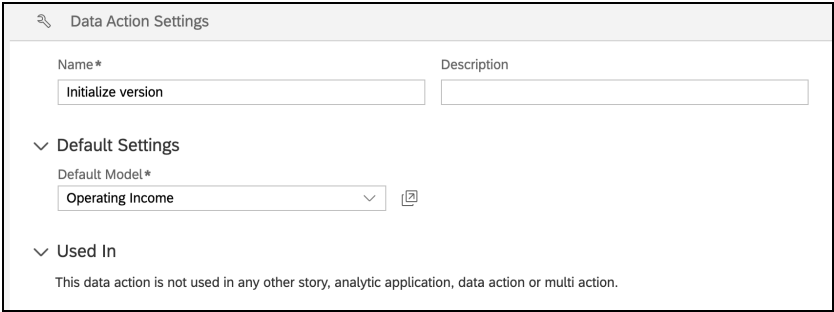 Data Action Settings
Name*
Description
Initialize version
Default Settings
Default Model*
Operating Income
Used In
This data action is not used in any other story, analytic application, data action or multi action.